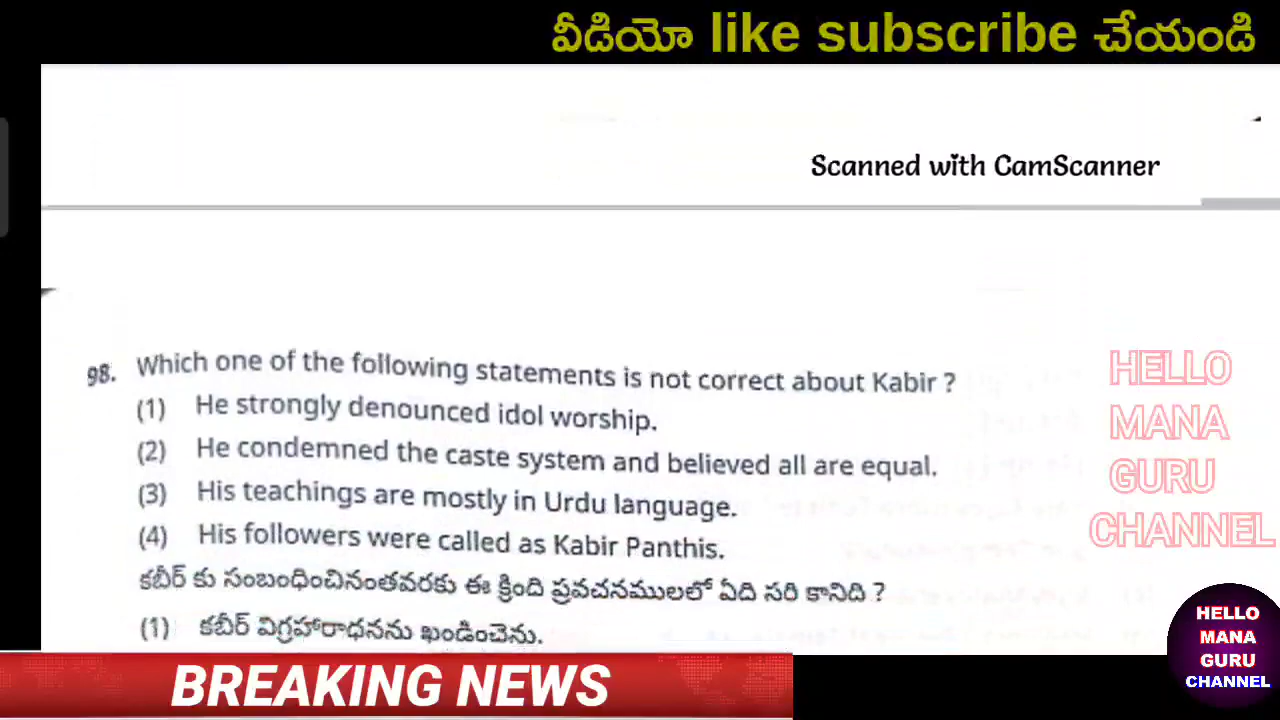 వీడియో like subscribe చేయండి
Scanned with CamScanner
98. Which one of the following statements is not correct about Kabir ?
(1) He strongly denounced idol worship.
(2) He condemned the caste system and believed all are equal.
(3) His teachings are mostly in Urdu language.
(4) His followers were called as Kabir Panthis.
కబీర్ కు సంబంధించినంతవరకు ఈ క్రింది ప్రవచనములలో ఏది సరి కానిది ?
(1) కబీర్ విగ్రహారాధనను ఖండించెను.
HELLO
MANA
GURU
CHANNEL
HELLO
MANA
GURU
CHANNEL
BREAKING NEWS